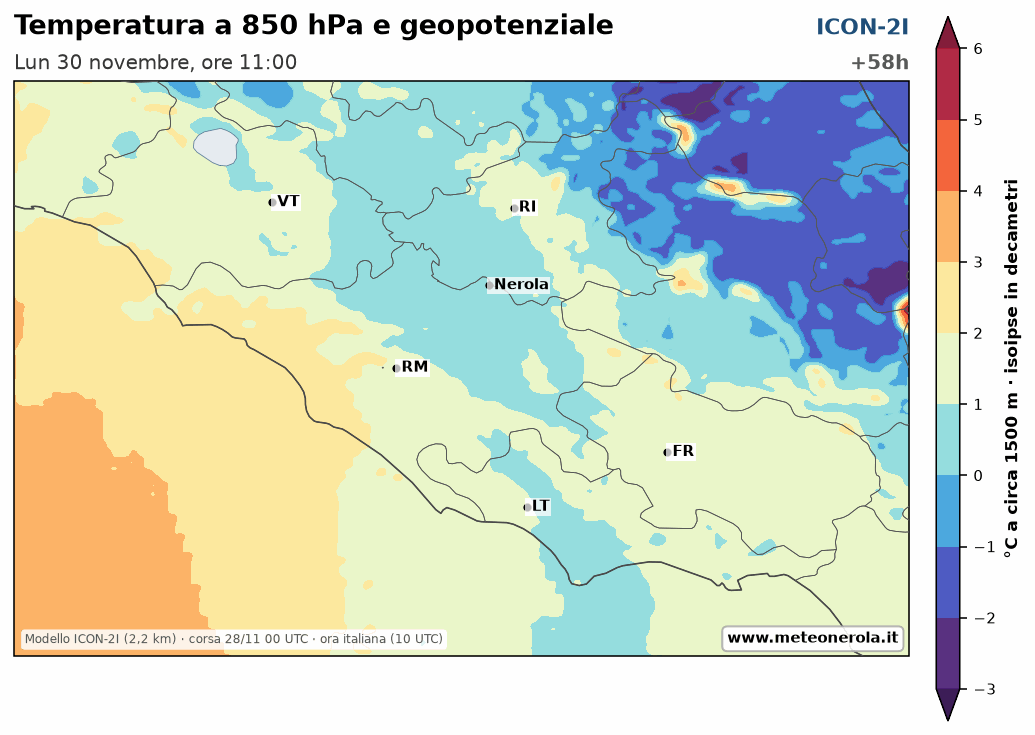 Temperatura a 850 hPa e geopotenziale
ICON-2I
Lun 30 novembre, ore 11:00
+58h
VT
RI
Nerola
RM
FR
LT
Modello ICON-2I (2,2 km) · corsa 28/11 00 UTC · ora italiana (10 UTC)
www.meteonerola.it
6
5
4
3
2
1
0
−1
−2
−3
°C a circa 1500 m · isoipse in decametri